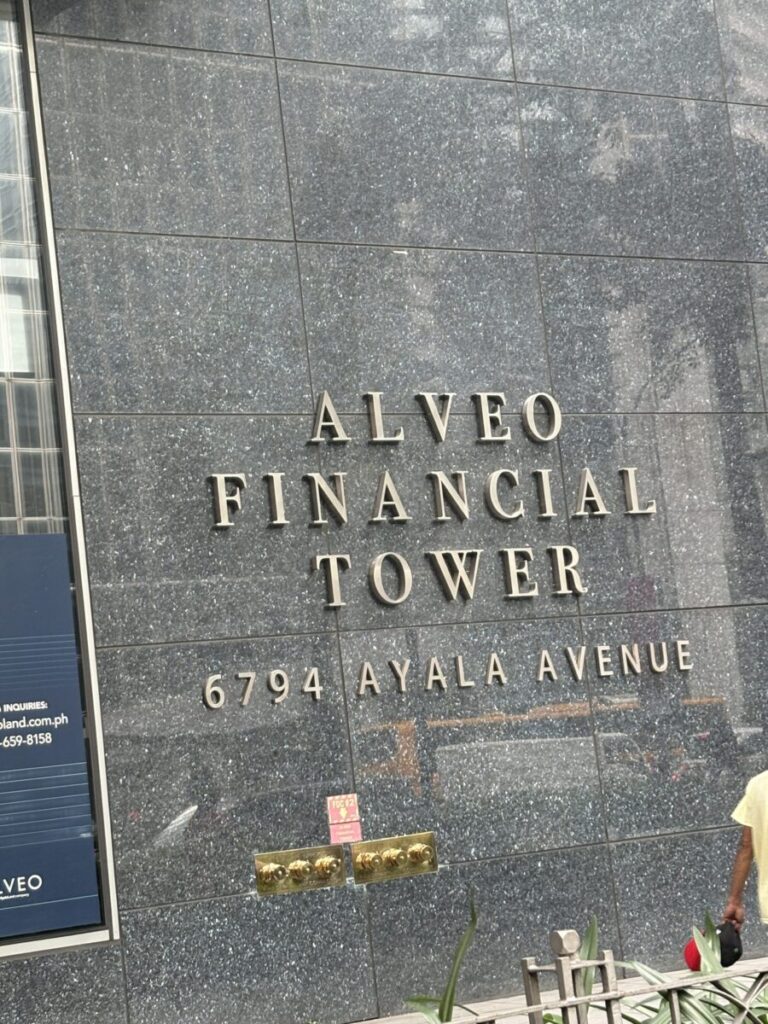 ALVEO
FINANCIAL
TOWER
6794 AYALA AVENUE
INQUIRIES:
land.com.ph
-659-8158
LVEO